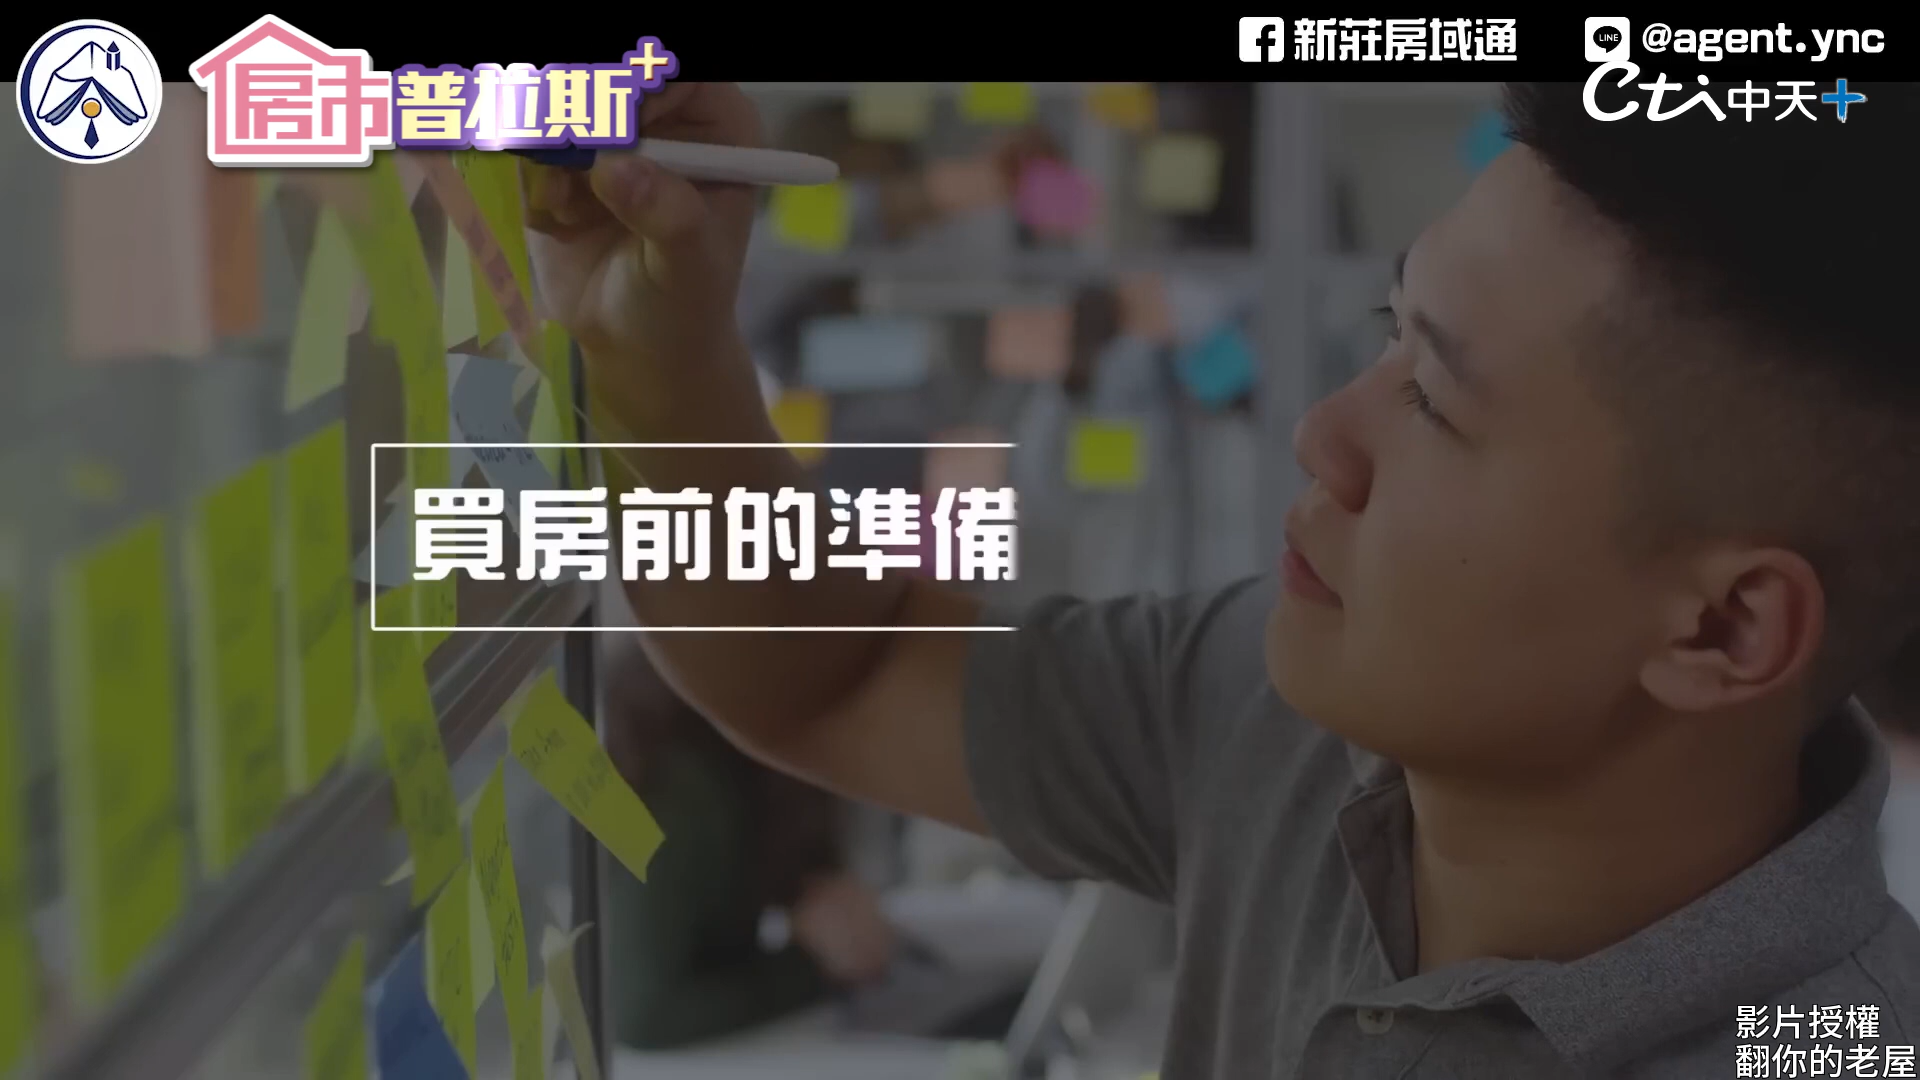 房市普拉斯+
新莊房域通
LINE
@agent.ync
cti中天+
買房前的準備
影片授權
翻你的老屋